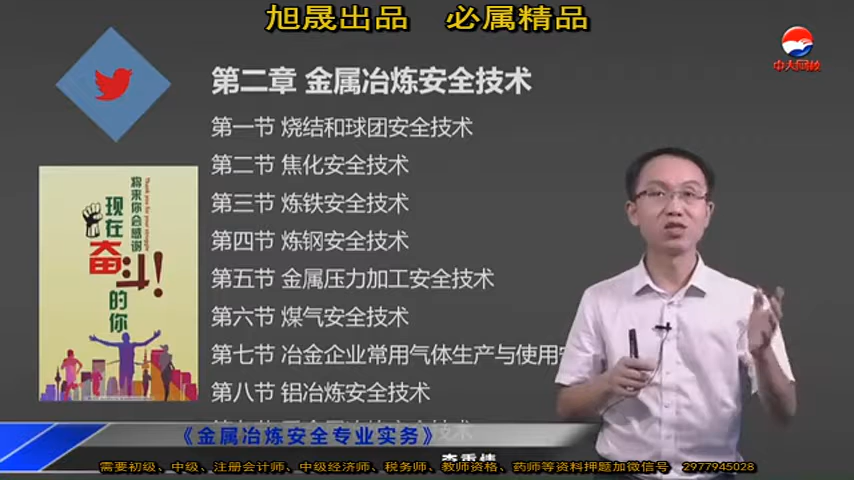 旭晟出品 必属精品
中大网校
第二章 金属冶炼安全技术
第一节 烧结和球团安全技术
第二节 焦化安全技术
第三节 炼铁安全技术
第四节 炼钢安全技术
第五节 金属压力加工安全技术
第六节 煤气安全技术
第七节 冶金企业常用气体生产与使用
第八节 铝冶炼安全技术
将来你会感谢
Thank you for your struggle
现在
奋斗!
的你
《金属冶炼安全专业实务》
需要初级、中级、注册会计师、中级经济师、税务师、教师资格、药师等资料押题加微信号 2977945028